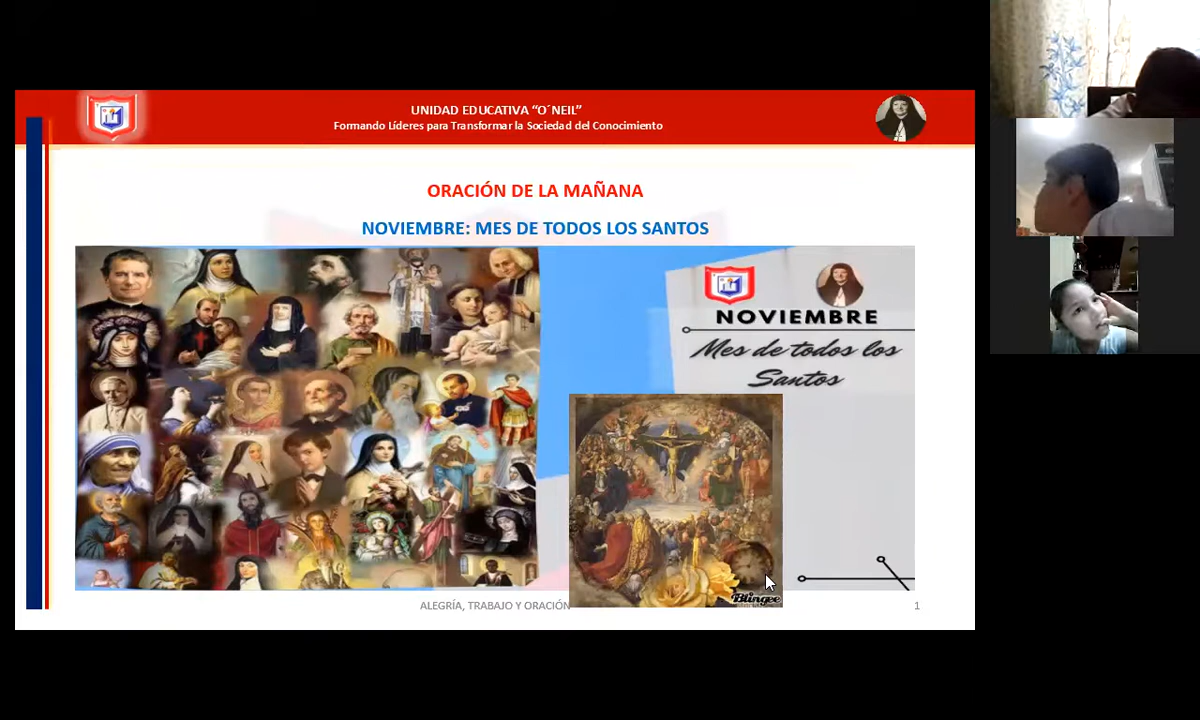 UNIDAD EDUCATIVA “O´NEIL”
Formando Líderes para Transformar la Sociedad del Conocimiento
ORACIÓN DE LA MAÑANA
NOVIEMBRE: MES DE TODOS LOS SANTOS
NOVIEMBRE
Mes de todos los
Santos
Blingee
ALEGRÍA, TRABAJO Y ORACIÓN
1